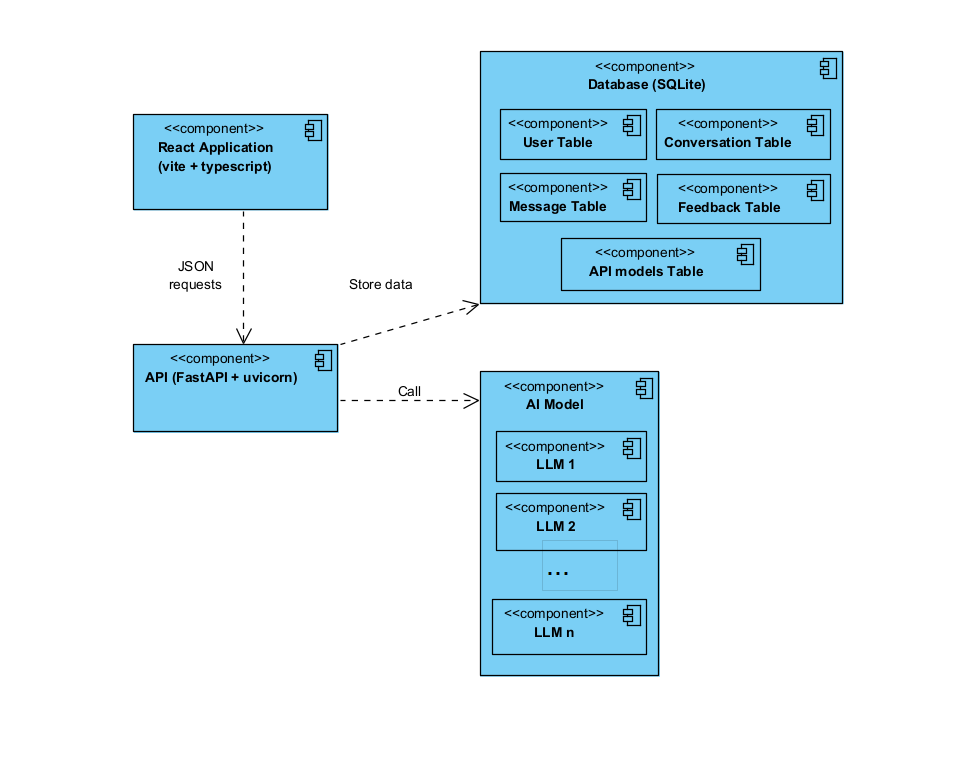 <<component>>
React Application
(vite + typescript)
JSON
requests
<<component>>
API (FastAPI + uvicorn)
Store data
Call
<<component>>
Database (SQLite)
<<component>>
User Table
<<component>>
Conversation Table
<<component>>
Message Table
<<component>>
Feedback Table
<<component>>
API models Table
<<component>>
AI Model
<<component>>
LLM 1
<<component>>
LLM 2
...
<<component>>
LLM n